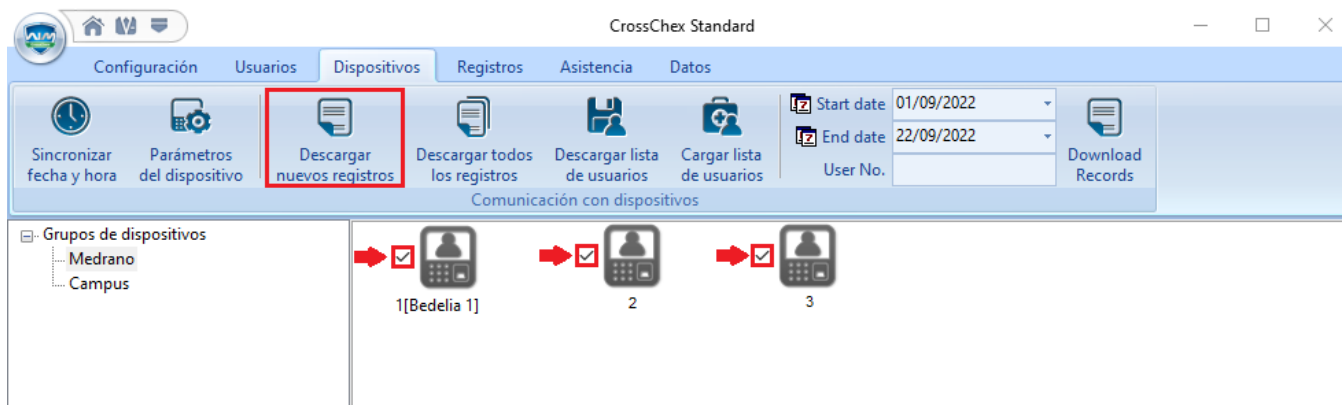 CrossChex Standard
Configuración Usuarios Dispositivos Registros Asistencia Datos
Sincronizar
fecha y hora
Parámetros
del dispositivo
Descargar
nuevos registros
Descargar todos
los registros
Descargar lista
de usuarios
Cargar lista
de usuarios
Start date 01/09/2022
End date 22/09/2022
User No.
Download
Records
Comunicación con dispositivos
Grupos de dispositivos
Medrano
Campus
1[Bedelia 1] 2 3